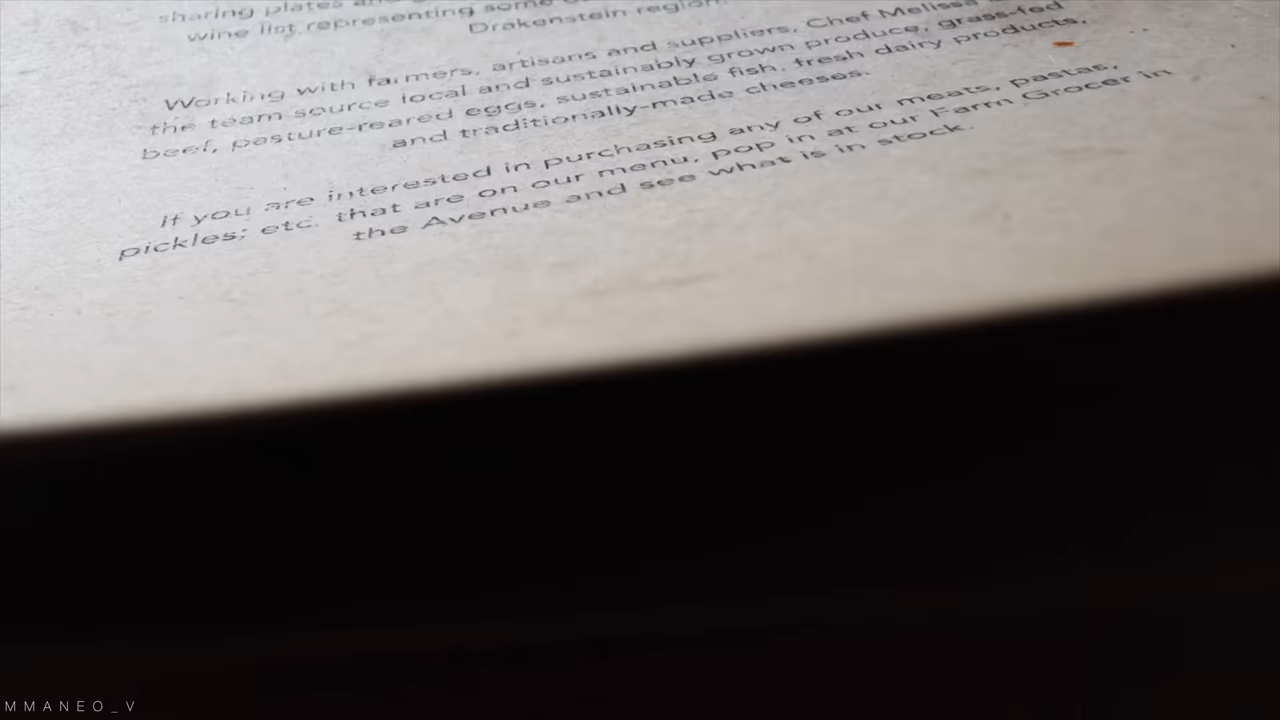 sharing plates and
wine list representing some
Drakenstein region.
Working with farmers, artisans and suppliers, Chef Melissa
the team source local and sustainably grown produce, grass-fed
beef, pasture-reared eggs, sustainable fish, fresh dairy products,
and traditionally-made cheeses.
If you are interested in purchasing any of our meats, pastas,
pickles; etc. that are on our menu, pop in at our Farm Grocer in
the Avenue and see what is in stock.
MMANEO_V